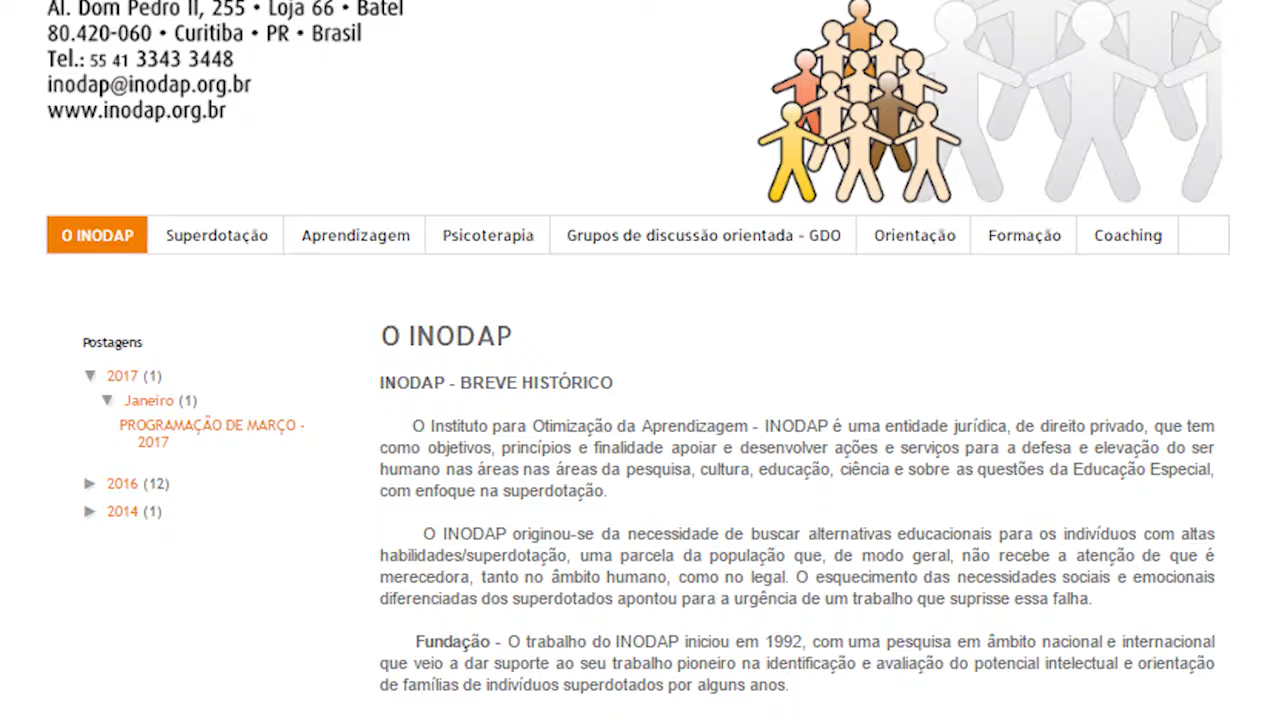 Al. Dom Pedro II, 255 • Loja 66 • Batel
80.420-060 • Curitiba • PR • Brasil
Tel.: 55 41 3343 3448
inodap@inodap.org.br
www.inodap.org.br
O INODAP
Superdotação
Aprendizagem
Psicoterapia
Grupos de discussão orientada - GDO
Orientação
Formação
Coaching
Postagens
▼ 2017 (1)
▼ Janeiro (1)
PROGRAMAÇÃO DE MARÇO -
2017
► 2016 (12)
► 2014 (1)
O INODAP
INODAP - BREVE HISTÓRICO
O Instituto para Otimização da Aprendizagem - INODAP é uma entidade jurídica, de direito privado, que tem
como objetivos, princípios e finalidade apoiar e desenvolver ações e serviços para a defesa e elevação do ser
humano nas áreas nas áreas da pesquisa, cultura, educação, ciência e sobre as questões da Educação Especial,
com enfoque na superdotação.
O INODAP originou-se da necessidade de buscar alternativas educacionais para os indivíduos com altas
habilidades/superdotação, uma parcela da população que, de modo geral, não recebe a atenção de que é
merecedora, tanto no âmbito humano, como no legal. O esquecimento das necessidades sociais e emocionais
diferenciadas dos superdotados apontou para a urgência de um trabalho que suprisse essa falha.
Fundação - O trabalho do INODAP iniciou em 1992, com uma pesquisa em âmbito nacional e internacional
que veio a dar suporte ao seu trabalho pioneiro na identificação e avaliação do potencial intelectual e orientação
de famílias de indivíduos superdotados por alguns anos.